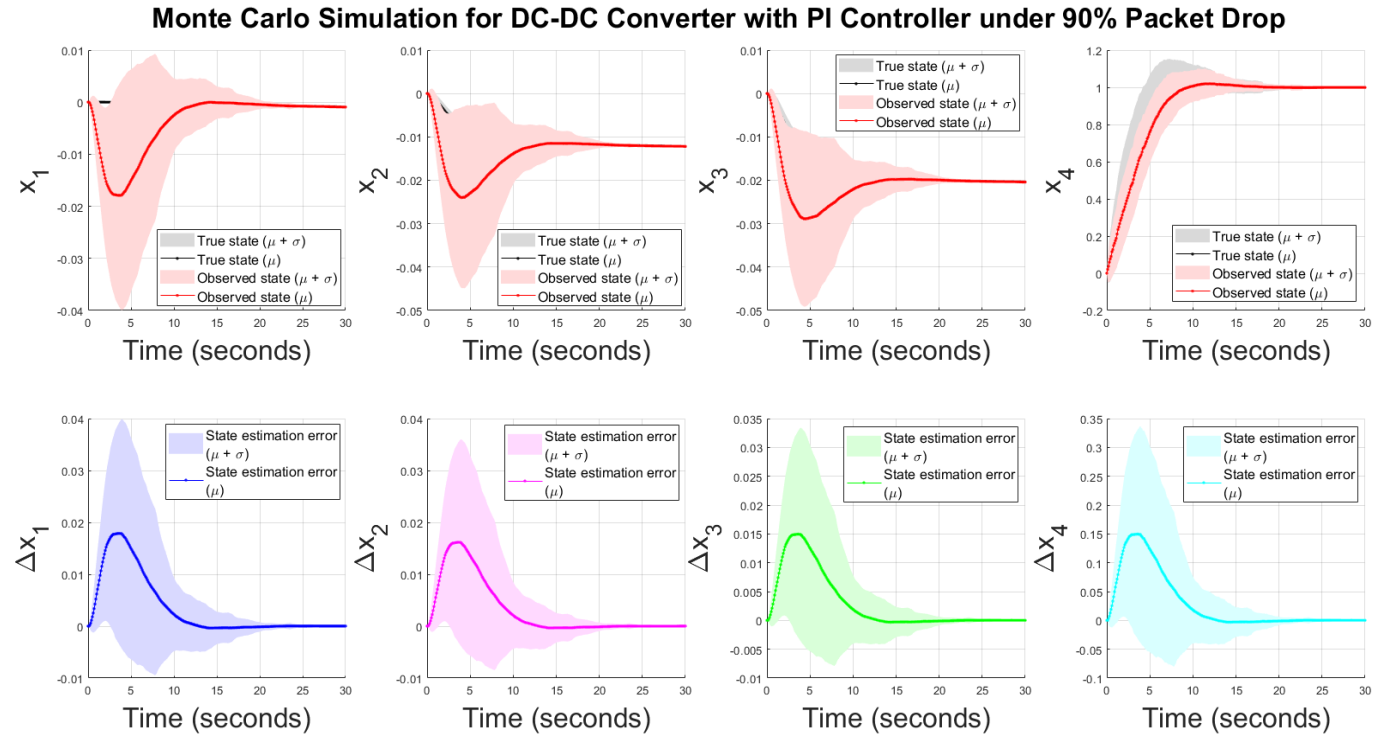 Monte Carlo Simulation for DC-DC Converter with PI Controller under 90% Packet Drop
0.01
0
-0.01
-0.02
-0.03
-0.04
x1
True state (μ + σ)
True state (μ)
Observed state (μ + σ)
Observed state (μ)
0 5 10 15 20 25 30
Time (seconds)
0.01
0
-0.01
-0.02
-0.03
-0.04
-0.05
x2
True state (μ + σ)
True state (μ)
Observed state (μ + σ)
Observed state (μ)
0 5 10 15 20 25 30
Time (seconds)
0.01
0
-0.01
-0.02
-0.03
-0.04
-0.05
x3
True state (μ + σ)
True state (μ)
Observed state (μ + σ)
Observed state (μ)
0 5 10 15 20 25 30
Time (seconds)
1.2
1
0.8
0.6
0.4
0.2
0
-0.2
x4
True state (μ + σ)
True state (μ)
Observed state (μ + σ)
Observed state (μ)
0 5 10 15 20 25 30
Time (seconds)
0.04
0.03
0.02
0.01
0
-0.01
Δx1
State estimation error
(μ + σ)
State estimation error
(μ)
0 5 10 15 20 25 30
Time (seconds)
0.04
0.03
0.02
0.01
0
-0.01
Δx2
State estimation error
(μ + σ)
State estimation error
(μ)
0 5 10 15 20 25 30
Time (seconds)
0.035
0.03
0.025
0.02
0.015
0.01
0.005
0
-0.005
-0.01
Δx3
State estimation error
(μ + σ)
State estimation error
(μ)
0 5 10 15 20 25 30
Time (seconds)
0.35
0.3
0.25
0.2
0.15
0.1
0.05
0
-0.05
-0.1
Δx4
State estimation error
(μ + σ)
State estimation error
(μ)
0 5 10 15 20 25 30
Time (seconds)